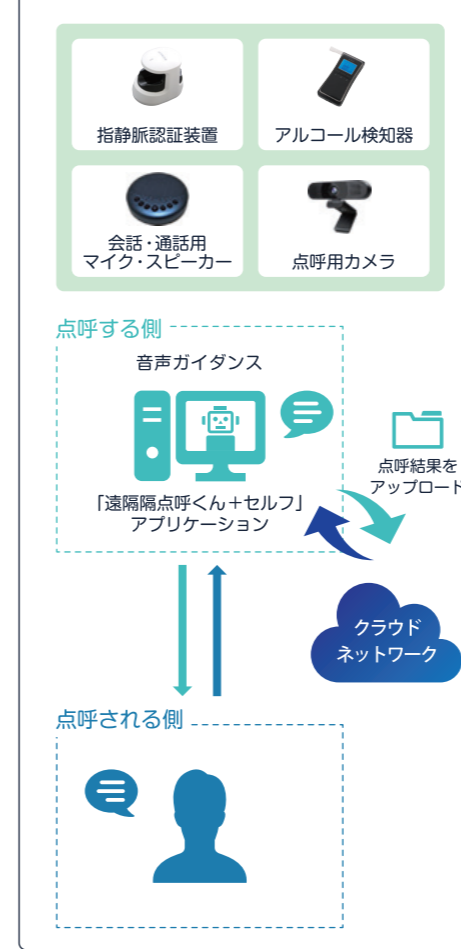 指静脈認証装置
アルコール検知器
会話・通話用
マイク・スピーカー
点呼用カメラ
点呼する側
音声ガイダンス
「遠隔隔点呼くん＋セルフ」
アプリケーション
点呼結果を
アップロード
クラウド
ネットワーク
点呼される側